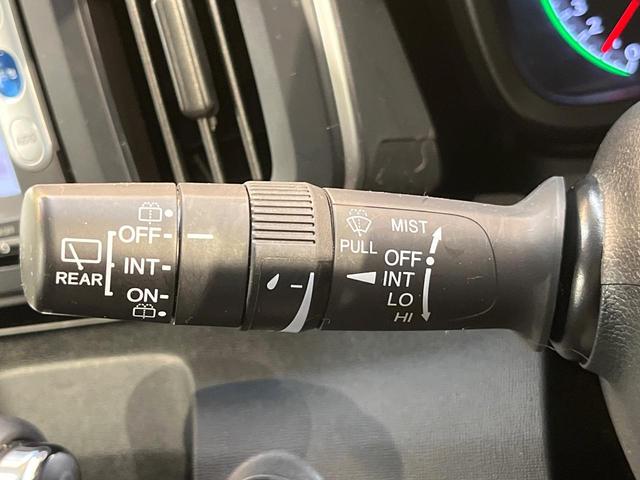 OFF
INT
ON
REAR
PULL
MIST
OFF
INT
LO
HI